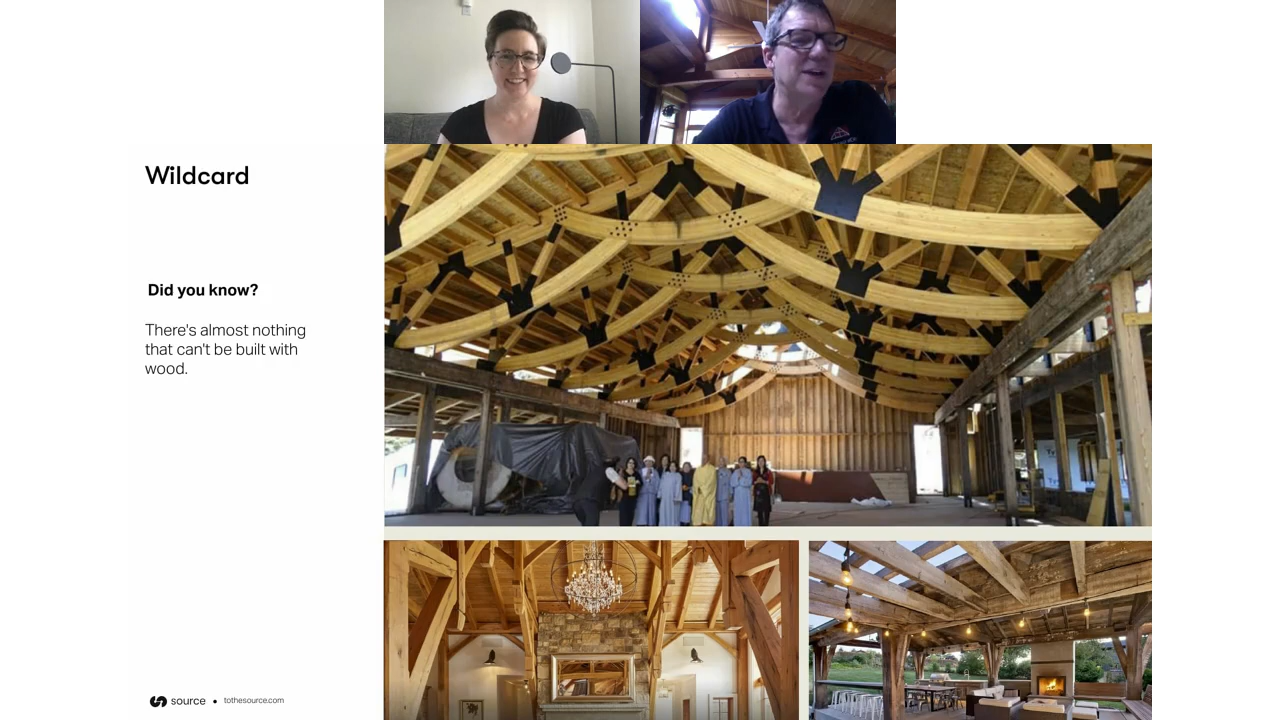 Wildcard
Did you know?
There's almost nothing
that can't be built with
wood.
source • tothesource.com